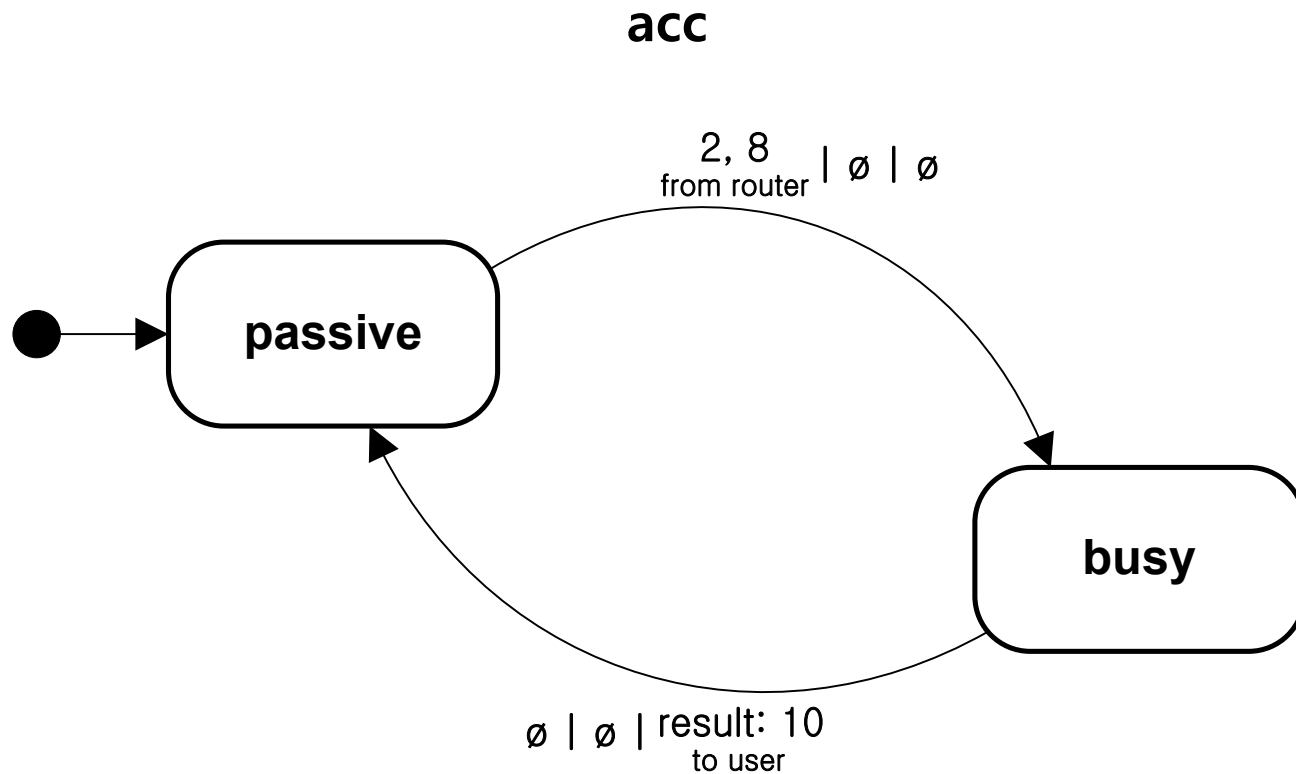 acc
2, 8 | ø | ø
from router
passive
busy
ø | ø | result: 10
to user